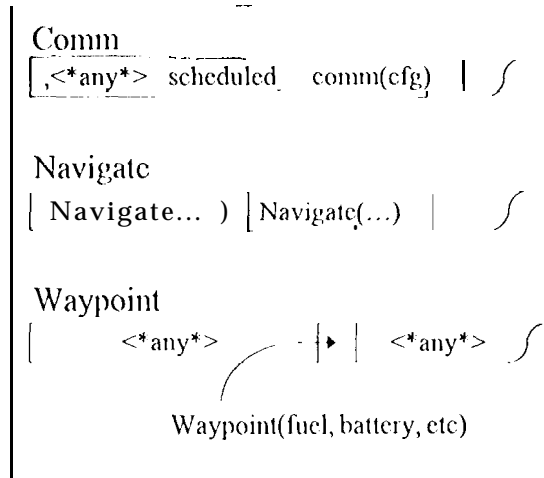 Comm
,<*any*> scheduled comm(cfg)
Navigate
Navigate... ) Navigate(...)
Waypoint
<*any*> <*any*>
Waypoint(fuel, battery, etc)